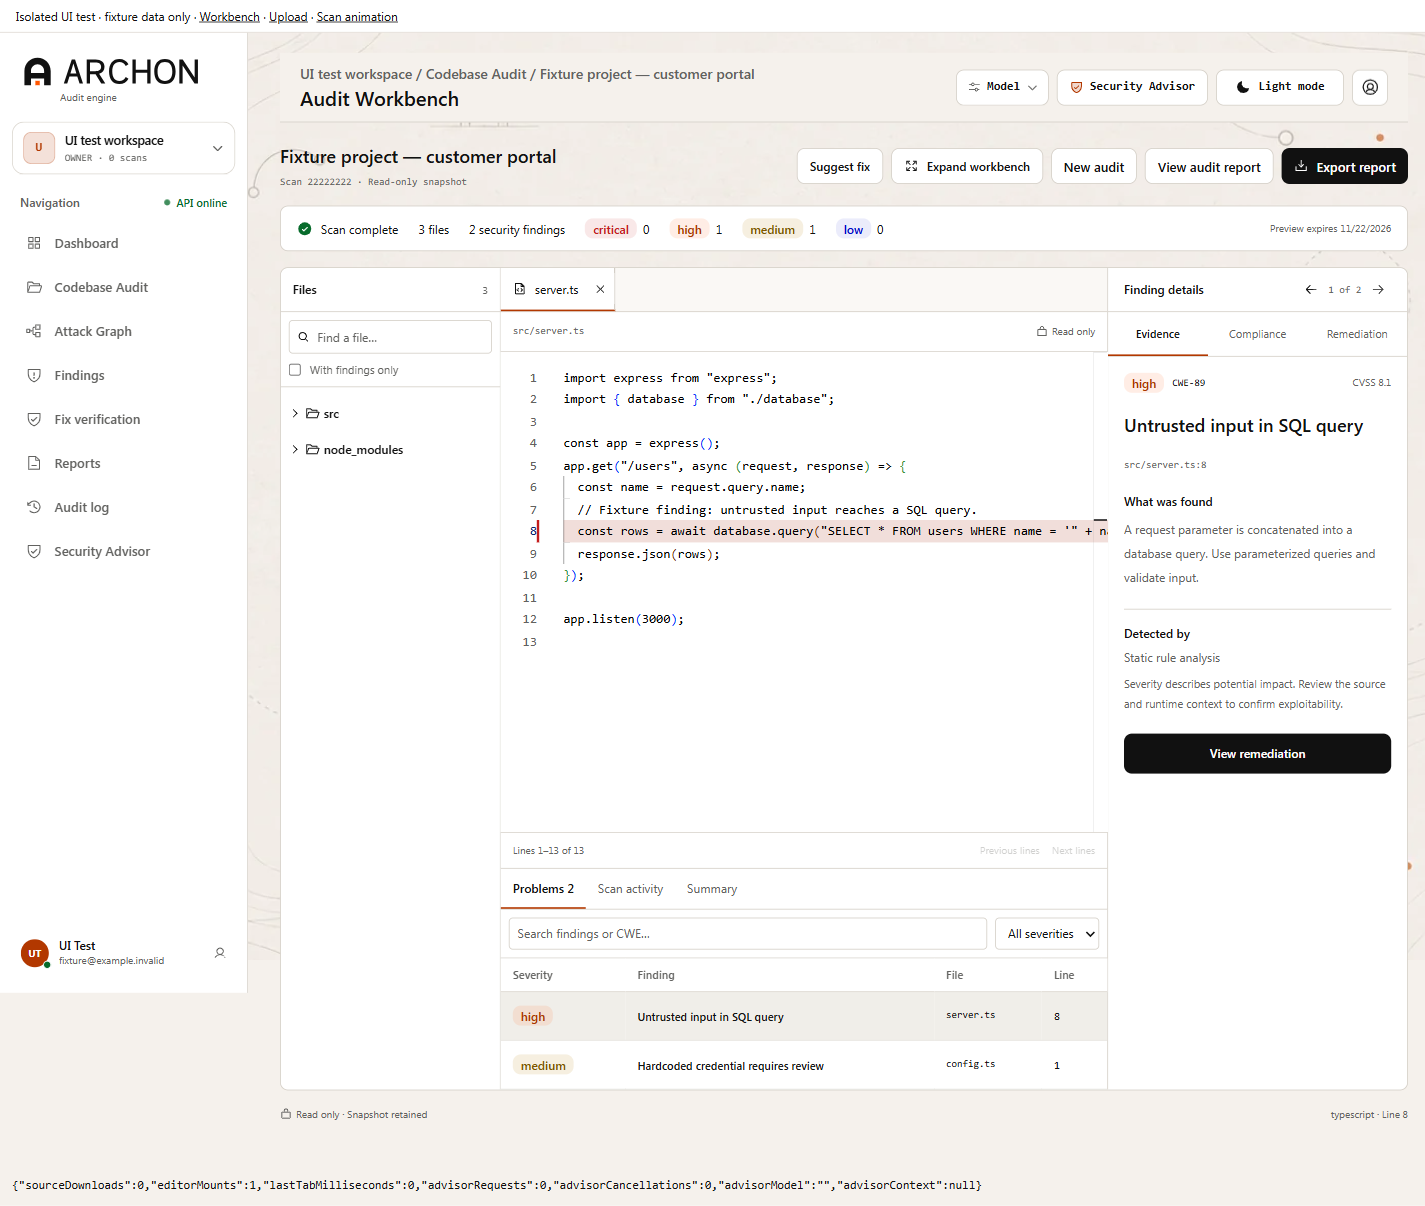 Isolated UI test · fixture data only · Workbench · Upload · Scan animation
ARCHON
Audit engine
U
UI test workspace
OWNER · 0 scans
Navigation
API online
Dashboard
Codebase Audit
Attack Graph
Findings
Fix verification
Reports
Audit log
Security Advisor
UT
UI Test
fixture@example.invalid
UI test workspace / Codebase Audit / Fixture project — customer portal
Audit Workbench
Model
Security Advisor
Light mode
Fixture project — customer portal
Scan 22222222 · Read-only snapshot
Suggest fix
Expand workbench
New audit
View audit report
Export report
Scan complete 3 files 2 security findings critical 0 high 1 medium 1 low 0
Preview expires 11/22/2026
Files 3
Find a file...
With findings only
src
node_modules
server.ts
src/server.ts
Read only
1 import express from "express";
2 import { database } from "./database";
3
4 const app = express();
5 app.get("/users", async (request, response) => {
6 const name = request.query.name;
7 // Fixture finding: untrusted input reaches a SQL query.
8 const rows = await database.query("SELECT * FROM users WHERE name = '" + n
9 response.json(rows);
10 });
11
12 app.listen(3000);
13
Lines 1–13 of 13
Previous lines Next lines
Problems 2 Scan activity Summary
Search findings or CWE...
All severities
Severity Finding File Line
high Untrusted input in SQL query server.ts 8
medium Hardcoded credential requires review config.ts 1
Finding details
1 of 2
Evidence Compliance Remediation
high CWE-89 CVSS 8.1
Untrusted input in SQL query
src/server.ts:8
What was found
A request parameter is concatenated into a
database query. Use parameterized queries and
validate input.
Detected by
Static rule analysis
Severity describes potential impact. Review the source
and runtime context to confirm exploitability.
View remediation
Read only · Snapshot retained
typescript · Line 8
{"sourceDownloads":0,"editorMounts":1,"lastTabMilliseconds":0,"advisorRequests":0,"advisorCancellations":0,"advisorModel":"","advisorContext":null}